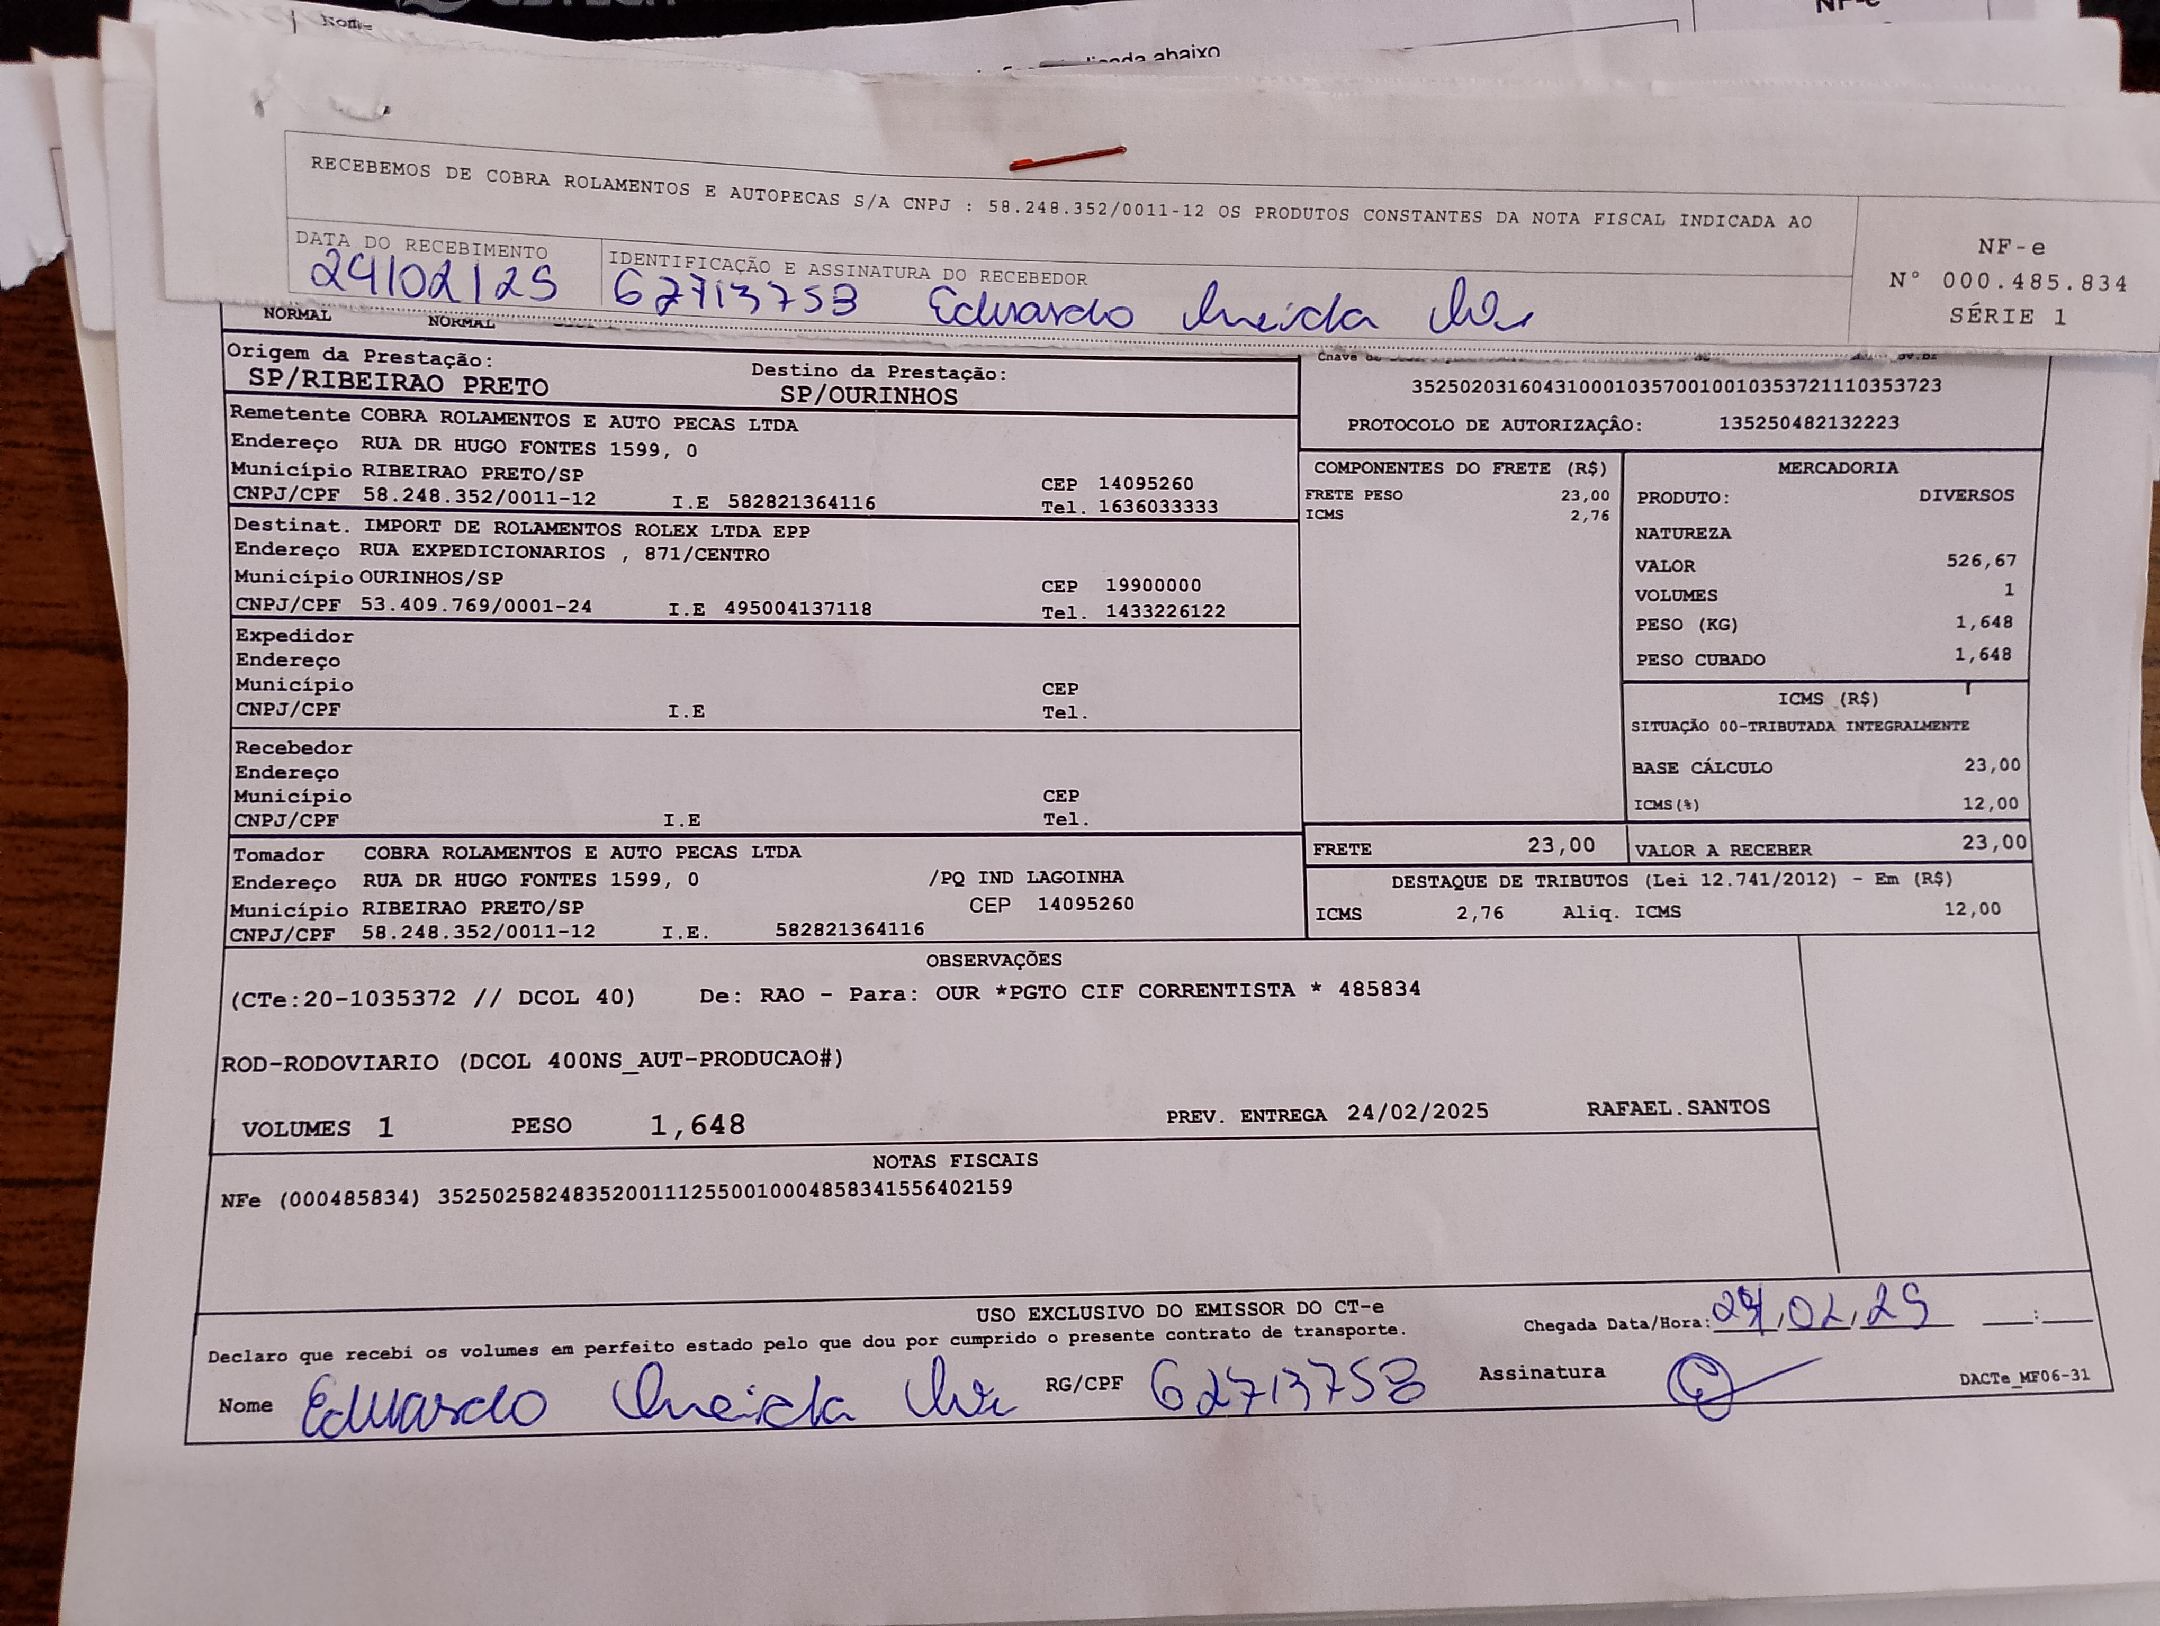 Nom-
NF-e
abaixo
RECEBEMOS DE COBRA ROLAMENTOS E AUTOPECAS S/A CNPJ : 58.248.352/0011-12 OS PRODUTOS CONSTANTES DA NOTA FISCAL INDICADA AO
DATA DO RECEBIMENTO
24/02/25
IDENTIFICAÇÃO E ASSINATURA DO RECEBEDOR
62713753 Eduardo
NF-e
N° 000.485.834
SÉRIE 1
NORMAL NORMAL
Origem da Prestação:
SP/RIBEIRAO PRETO
Destino da Prestação:
SP/OURINHOS
35250203160431000103570010010353721110353723
PROTOCOLO DE AUTORIZAÇÂO: 135250482132223
Remetente COBRA ROLAMENTOS E AUTO PECAS LTDA
Endereço RUA DR HUGO FONTES 1599, 0
Município RIBEIRAO PRETO/SP CEP 14095260
CNPJ/CPF 58.248.352/0011-12 I.E 582821364116 Tel. 1636033333
Destinat. IMPORT DE ROLAMENTOS ROLEX LTDA EPP
Endereço RUA EXPEDICIONARIOS , 871/CENTRO
Município OURINHOS/SP CEP 19900000
CNPJ/CPF 53.409.769/0001-24 I.E 495004137118 Tel. 1433226122
Expedidor
Endereço
Município CEP
CNPJ/CPF I.E Tel.
Recebedor
Endereço
Município CEP
CNPJ/CPF I.E Tel.
Tomador COBRA ROLAMENTOS E AUTO PECAS LTDA
Endereço RUA DR HUGO FONTES 1599, 0 /PQ IND LAGOINHA
Município RIBEIRAO PRETO/SP CEP 14095260
CNPJ/CPF 58.248.352/0011-12 I.E. 582821364116
COMPONENTES DO FRETE (R$)
FRETE PESO 23,00
ICMS 2,76
MERCADORIA
PRODUTO: DIVERSOS
NATUREZA
VALOR 526,67
VOLUMES 1
PESO (KG) 1,648
PESO CUBADO 1,648
ICMS (R$)
SITUAÇÃO 00-TRIBUTADA INTEGRALMENTE
BASE CÁLCULO 23,00
ICMS(%) 12,00
FRETE 23,00 VALOR A RECEBER 23,00
DESTAQUE DE TRIBUTOS (Lei 12.741/2012) - Em (R$)
ICMS 2,76 Aliq. ICMS 12,00
OBSERVAÇÕES
(CTe:20-1035372 // DCOL 40) De: RAO - Para: OUR *PGTO CIF CORRENTISTA * 485834
ROD-RODOVIARIO (DCOL 400NS_AUT-PRODUCAO#)
VOLUMES 1 PESO 1,648 PREV. ENTREGA 24/02/2025 RAFAEL.SANTOS
NOTAS FISCAIS
NFe (000485834) 35250258248352001112550010004858341556402159
USO EXCLUSIVO DO EMISSOR DO CT-e
Declaro que recebi os volumes em perfeito estado pelo que dou por cumprido o presente contrato de transporte.
Chegada Data/Hora: 24,02,25 __:__
Nome Eduardo RG/CPF 62713753 Assinatura
DACTe_MF06-31